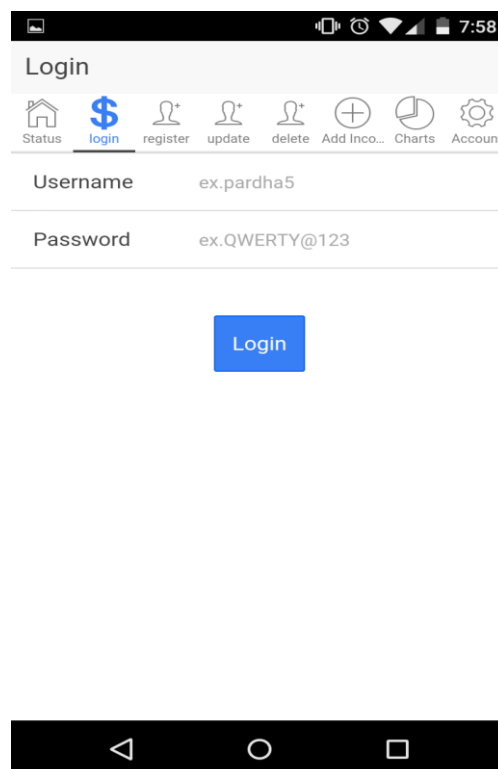 7:58
Login
Status login register update delete Add Inco... Charts Accoun
Username ex.pardha5
Password ex.QWERTY@123
Login